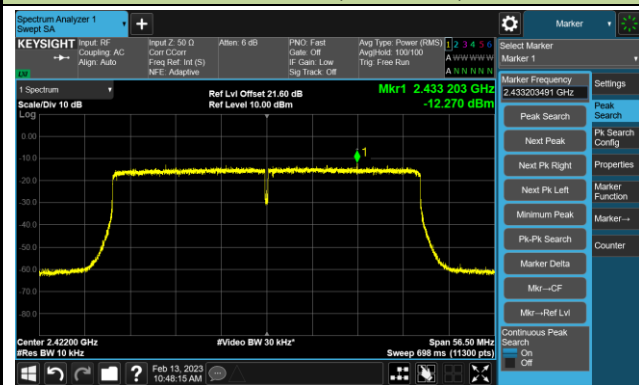 Spectrum Analyzer 1
Swept SA
+
Marker
KEYSIGHT
Input: RF
Coupling: AC
Align: Auto
Input Z: 50 Ω
Corr CCorr
Freq Ref: Int (S)
NFE: Adaptive
Atten: 6 dB
PNO: Fast
Gate: Off
IF Gain: Low
Sig Track: Off
Avg Type: Power (RMS)
Avg|Hold: 100/100
Trig: Free Run
1 2 3 4 5 6
A W W W W W
A N N N N N
Select Marker
Marker 1
1 Spectrum
Scale/Div 10 dB
Log
Ref Lvl Offset 21.60 dB
Ref Level 10.00 dBm
Mkr1 2.433 203 GHz
-12.270 dBm
Marker Frequency
2.433203491 GHz
Settings
Peak Search
Peak
Search
Next Peak
Pk Search
Config
Next Pk Right
Properties
Next Pk Left
Marker
Function
Minimum Peak
Marker→
Pk-Pk Search
Counter
Marker Delta
Mkr→CF
Mkr→Ref Lvl
Continuous Peak
Search
On
Off
0.00
-10.0
-20.0
-30.0
-40.0
-50.0
-60.0
-70.0
-80.0
1
Center 2.42200 GHz
#Res BW 10 kHz
#Video BW 30 kHz*
Span 56.50 MHz
Sweep 698 ms (11300 pts)
?
Feb 13, 2023
10:48:15 AM